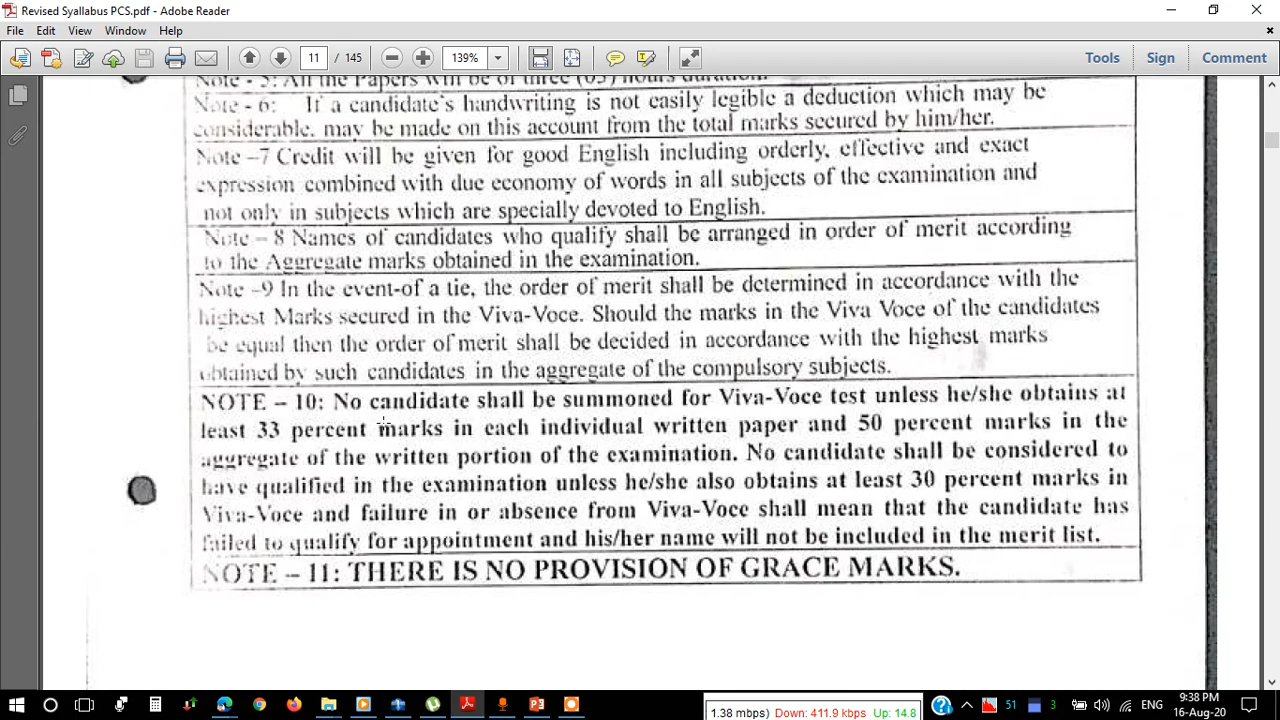 Revised Syallabus PCS.pdf - Adobe Reader
File Edit View Window Help
11 / 145 139% Tools Sign Comment
Note - 5: All the Papers will be of three (03) hours duration.
Note - 6: If a candidate's handwriting is not easily legible a deduction which may be
considerable, may be made on this account from the total marks secured by him/her.
Note -7 Credit will be given for good English including orderly, effective and exact
expression combined with due economy of words in all subjects of the examination and
not only in subjects which are specially devoted to English.
Note - 8 Names of candidates who qualify shall be arranged in order of merit according
to the Aggregate marks obtained in the examination.
Note -9 In the event-of a tie, the order of merit shall be determined in accordance with the
highest Marks secured in the Viva-Voce. Should the marks in the Viva Voce of the candidates
be equal then the order of merit shall be decided in accordance with the highest marks
obtained by such candidates in the aggregate of the compulsory subjects.
NOTE - 10: No candidate shall be summoned for Viva-Voce test unless he/she obtains at
least 33 percent marks in each individual written paper and 50 percent marks in the
aggregate of the written portion of the examination. No candidate shall be considered to
have qualified in the examination unless he/she also obtains at least 30 percent marks in
Viva-Voce and failure in or absence from Viva-Voce shall mean that the candidate has
failed to qualify for appointment and his/her name will not be included in the merit list.
NOTE - 11: THERE IS NO PROVISION OF GRACE MARKS.
1.38 mbps) Down: 411.9 kbps Up: 14.8
51 3 ENG
9:38 PM
16-Aug-20